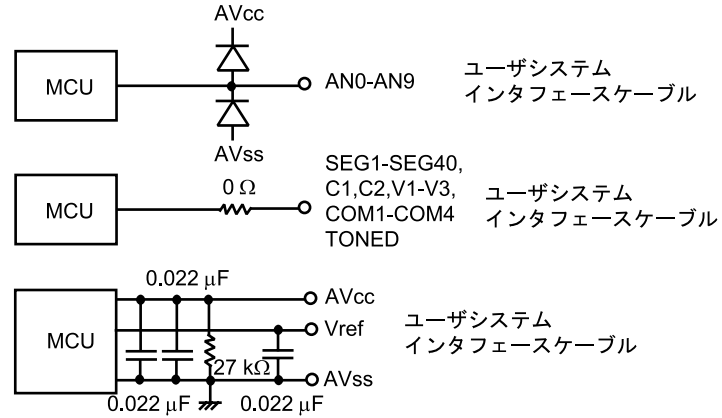 AVcc
MCU
AN0-AN9
ユーザシステム
インタフェースケーブル
AVss
0 Ω
MCU
SEG1-SEG40,
C1,C2,V1-V3,
COM1-COM4
TONED
ユーザシステム
インタフェースケーブル
0.022 μF
MCU
AVcc
Vref
ユーザシステム
インタフェースケーブル
27 kΩ
AVss
0.022 μF
0.022 μF